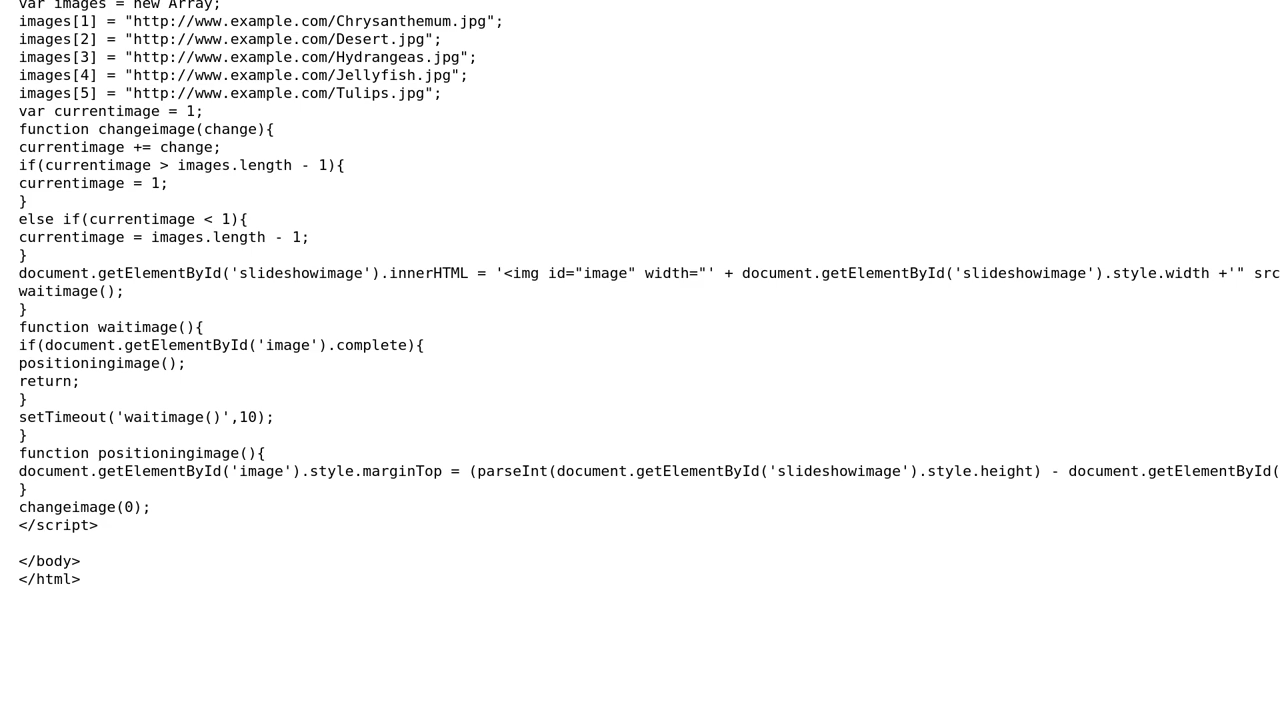 var images = new Array;
images[1] = "http://www.example.com/Chrysanthemum.jpg";
images[2] = "http://www.example.com/Desert.jpg";
images[3] = "http://www.example.com/Hydrangeas.jpg";
images[4] = "http://www.example.com/Jellyfish.jpg";
images[5] = "http://www.example.com/Tulips.jpg";
var currentimage = 1;
function changeimage(change){
currentimage += change;
if(currentimage > images.length - 1){
currentimage = 1;
}
else if(currentimage < 1){
currentimage = images.length - 1;
}
document.getElementById('slideshowimage').innerHTML = '<img id="image" width="' + document.getElementById('slideshowimage').style.width +'" src
waitimage();
}
function waitimage(){
if(document.getElementById('image').complete){
positioningimage();
return;
}
setTimeout('waitimage()',10);
}
function positioningimage(){
document.getElementById('image').style.marginTop = (parseInt(document.getElementById('slideshowimage').style.height) - document.getElementById(
}
changeimage(0);
</script>
</body>
</html>